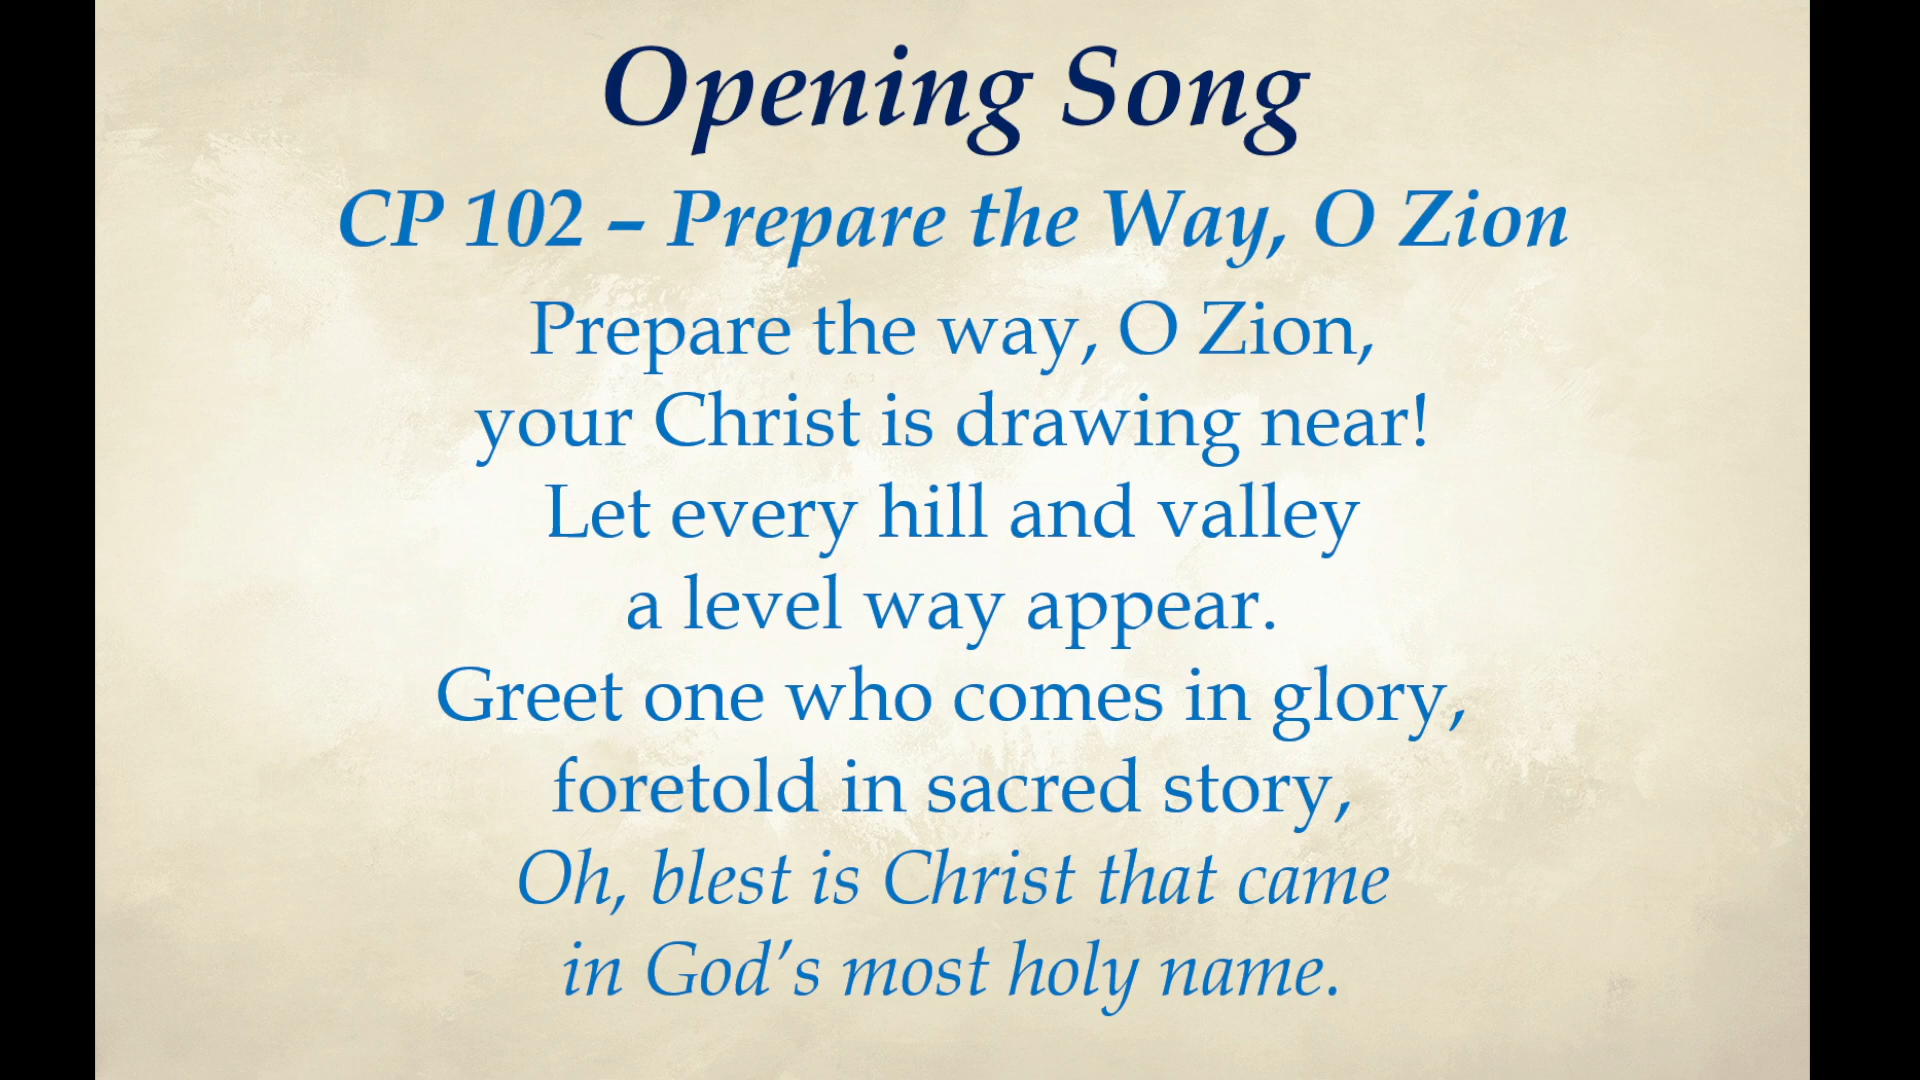 Opening Song
CP 102 – Prepare the Way, O Zion
Prepare the way, O Zion,
your Christ is drawing near!
Let every hill and valley
a level way appear.
Greet one who comes in glory,
foretold in sacred story,
Oh, blest is Christ that came
in God’s most holy name.